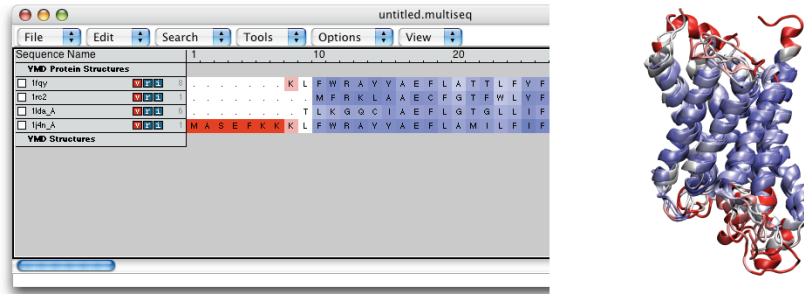 untitled.multiseq
File Edit Search Tools Options View
Sequence Name 1 10 20
VMD Protein Structures
1fqy v r i 8 . . . . . . . K L F W R A V V A E F L A T T L F V F
1rc2 v r i 1 . . . . . . . . . M F R K L A A E C F G T F W L V F
1lda_A v r i 6 . . . . . . . . T L K G Q C I A E F L G T G L L I F
1j4n_A v r i 1 M A S E F K K K L F W R A V V A E F L A M I L F I F
VMD Structures